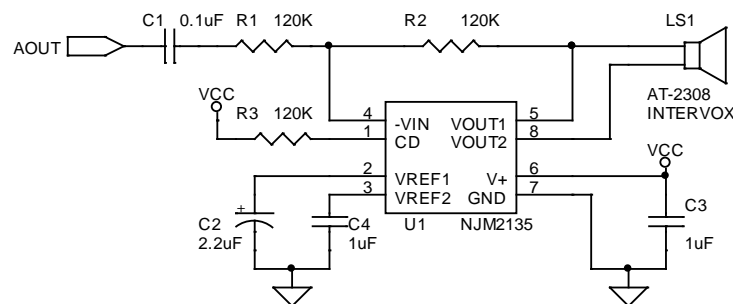 C1 0.1uF R1 120K R2 120K LS1
AOUT
AT-2308
INTERVOX
VCC
R3 120K
4 -VIN VOUT1 5
1 CD VOUT2 8
VCC
2 VREF1 V+ 6
3 VREF2 GND 7
+
C2 C4 U1 NJM2135 C3
2.2uF 1uF 1uF